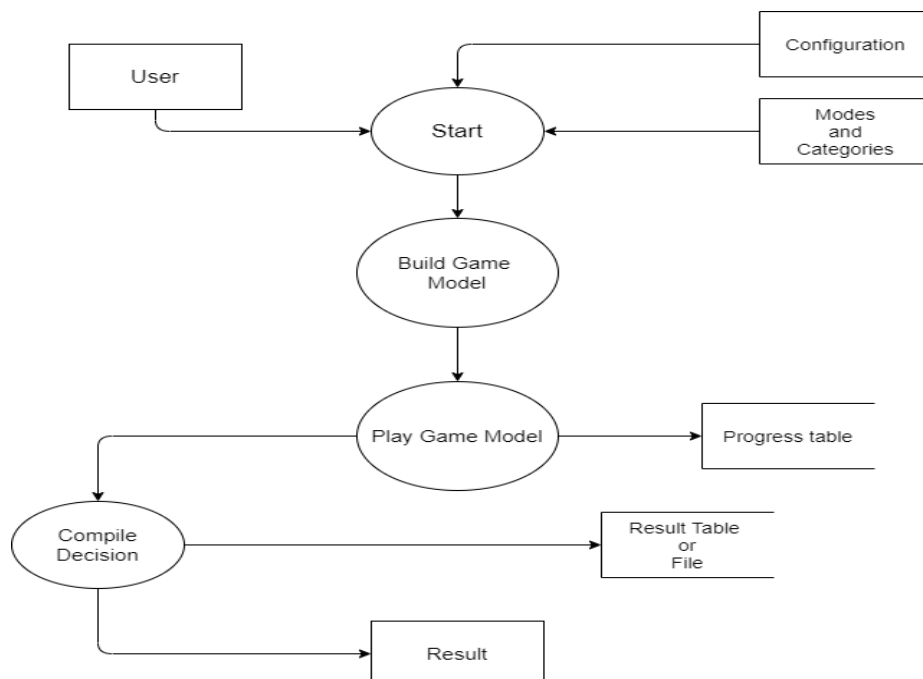 Configuration
User
Modes
and
Categories
Start
Build Game
Model
Play Game Model
Progress table
Compile
Decision
Result Table
or
File
Result